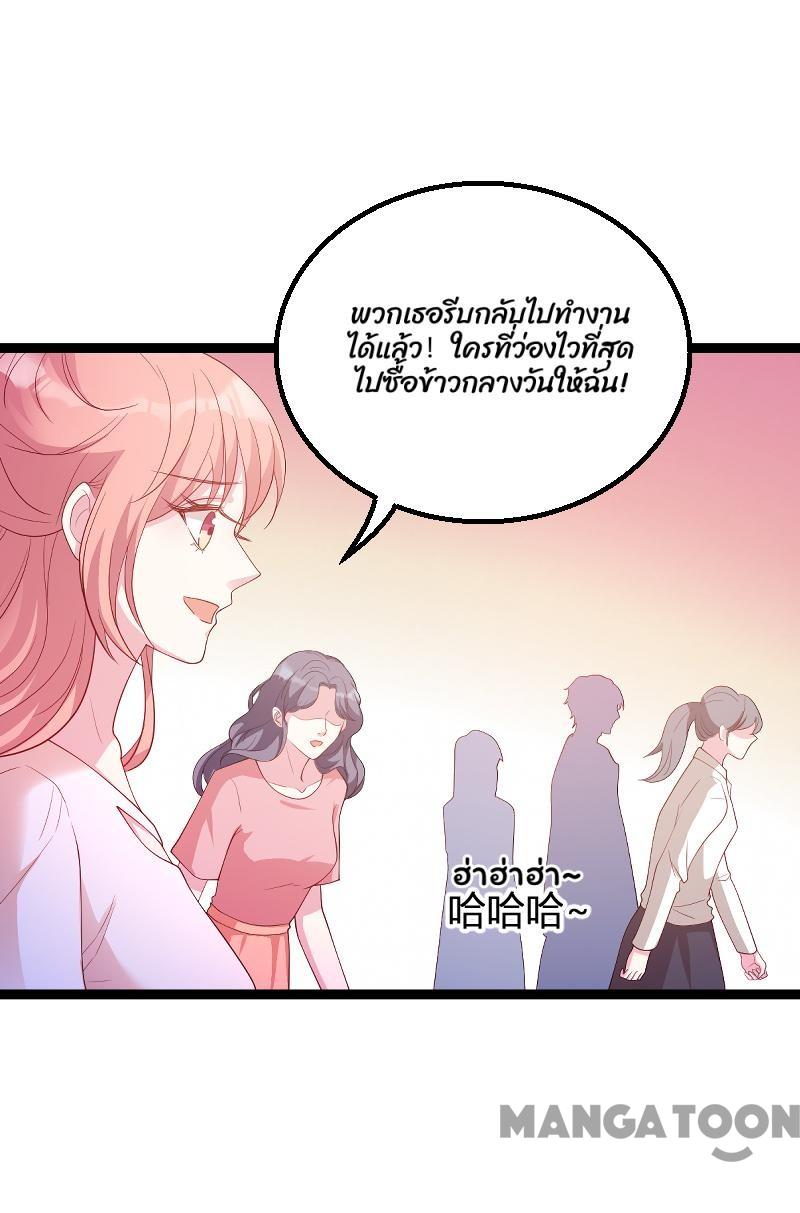 พวกเธอรีบกลับไปทำงาน
ได้แล้ว! ใครที่ว่องไวที่สุด
ไปซื้อข้าวกลางวันให้ฉัน!
ฮ่าฮ่าฮ่า~
哈哈哈~
MANGATOON